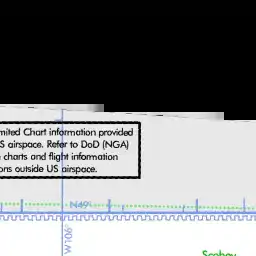 mited Chart information provided
S airspace. Refer to DoD (NGA)
charts and flight information
ons outside US airspace.
N49°
W106°
Scobey